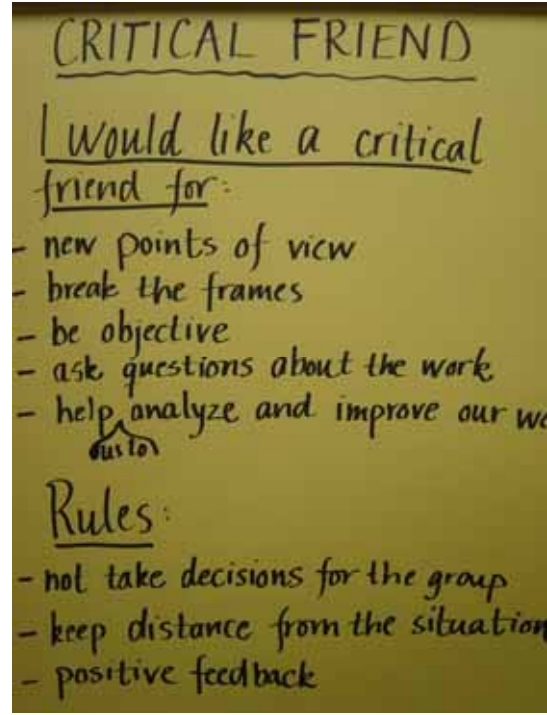 CRITICAL FRIEND
I would like a critical
friend for:
- new points of view
- break the frames
- be objective
- ask questions about the work
- help analyze and improve our
us to
Rules:
- not take decisions for the group
- keep distance from the situation
- positive feedback